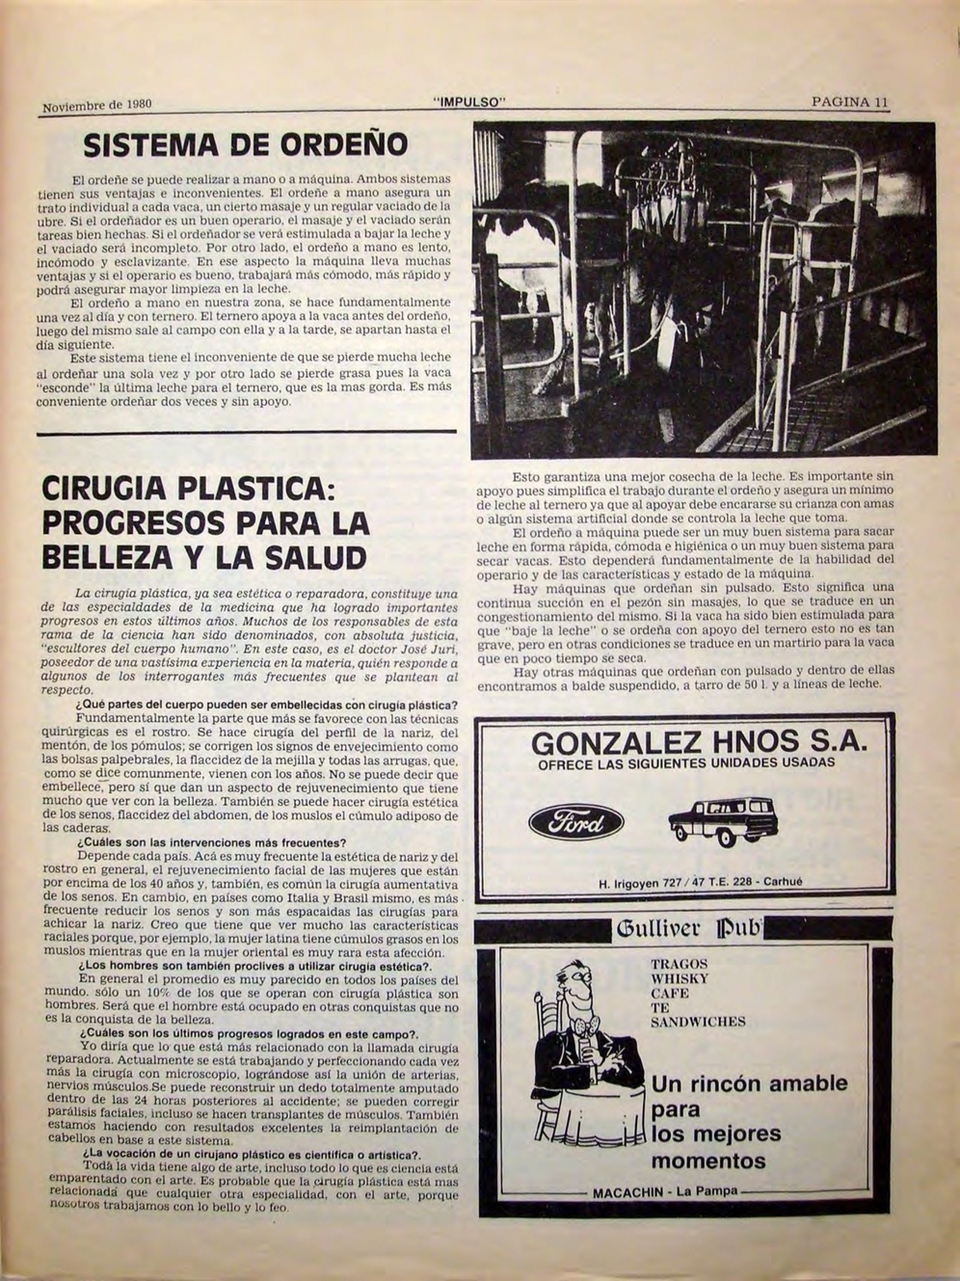 Noviembre de 1980
"IMPULSO"
PAGINA 11
SISTEMA DE ORDEÑO
El ordeñe se puede realizar a mano o a máquina. Ambos sistemas
tienen sus ventajas e inconvenientes. El ordeñe a mano asegura un
trato individual a cada vaca, un cierto masaje y un regular vaciado de la
ubre. Si el ordeñador es un buen operario, el masaje y el vaciado serán
tareas bien hechas. Si el ordeñador se verá estimulada a bajar la leche y
el vaciado será incompleto. Por otro lado, el ordeño a mano es lento,
incómodo y esclavizante. En ese aspecto la máquina lleva muchas
ventajas y si el operario es bueno, trabajará más cómodo, más rápido y
podrá asegurar mayor limpieza en la leche.
El ordeño a mano en nuestra zona, se hace fundamentalmente
una vez al día y con ternero. El ternero apoya a la vaca antes del ordeño,
luego del mismo sale al campo con ella y a la tarde, se apartan hasta el
día siguiente.
Este sistema tiene el inconveniente de que se pierde mucha leche
al ordeñar una sola vez y por otro lado se pierde grasa pues la vaca
"esconde" la última leche para el ternero, que es la mas gorda. Es más
conveniente ordeñar dos veces y sin apoyo.
Esto garantiza una mejor cosecha de la leche. Es importante sin
apoyo pues simplifica el trabajo durante el ordeño y asegura un mínimo
de leche al ternero ya que al apoyar debe encararse su crianza con amas
o algún sistema artificial donde se controla la leche que toma.
El ordeño a máquina puede ser un muy buen sistema para sacar
leche en forma rápida, cómoda e higiénica o un muy buen sistema para
secar vacas. Esto dependerá fundamentalmente de la habilidad del
operario y de las características y estado de la máquina.
Hay máquinas que ordeñan sin pulsado. Esto significa una
continua succión en el pezón sin masajes, lo que se traduce en un
congestionamiento del mismo. Si la vaca ha sido bien estimulada para
que "baje la leche" o se ordeña con apoyo del ternero esto no es tan
grave, pero en otras condiciones se traduce en un martirio para la vaca
que en poco tiempo se seca.
Hay otras máquinas que ordeñan con pulsado y dentro de ellas
encontramos a balde suspendido, a tarro de 50 l. y a líneas de leche.
CIRUGIA PLASTICA:
PROGRESOS PARA LA
BELLEZA Y LA SALUD
La cirugía plástica, ya sea estética o reparadora, constituye una
de las especialidades de la medicina que ha logrado importantes
progresos en estos últimos años. Muchos de los responsables de esta
rama de la ciencia han sido denominados, con absoluta justicia,
"escultores del cuerpo humano". En este caso, es el doctor José Juri,
poseedor de una vastísima experiencia en la materia, quién responde a
algunos de los interrogantes más frecuentes que se plantean al
respecto.
¿Qué partes del cuerpo pueden ser embellecidas con cirugía plástica?
Fundamentalmente la parte que más se favorece con las técnicas
quirúrgicas es el rostro. Se hace cirugía del perfil de la nariz, del
mentón, de los pómulos; se corrigen los signos de envejecimiento como
las bolsas palpebrales, la flaccidez de la mejilla y todas las arrugas, que,
como se dice comunmente, vienen con los años. No se puede decir que
embellece, pero sí que dan un aspecto de rejuvenecimiento que tiene
mucho que ver con la belleza. También se puede hacer cirugía estética
de los senos, flaccidez del abdomen, de los muslos el cúmulo adiposo de
las caderas.
¿Cuáles son las intervenciones más frecuentes?
Depende cada país. Acá es muy frecuente la estética de nariz y del
rostro en general, el rejuvenecimiento facial de las mujeres que están
por encima de los 40 años y, también, es común la cirugía aumentativa
de los senos. En cambio, en países como Italia y Brasil mismo, es más
frecuente reducir los senos y son más espacaldas las cirugías para
achicar la nariz. Creo que tiene que ver mucho las características
raciales porque, por ejemplo, la mujer latina tiene cúmulos grasos en los
muslos mientras que en la mujer oriental es muy rara esta afección.
¿Los hombres son también proclives a utilizar cirugía estética?.
En general el promedio es muy parecido en todos los países del
mundo. sólo un 10% de los que se operan con cirugía plástica son
hombres. Será que el hombre está ocupado en otras conquistas que no
es la conquista de la belleza.
¿Cuáles son los últimos progresos logrados en este campo?.
Yo diría que lo que está más relacionado con la llamada cirugía
reparadora. Actualmente se está trabajando y perfeccionando cada vez
más la cirugía con microscopio, lográndose así la unión de arterias,
nervios músculos.Se puede reconstruir un dedo totalmente amputado
dentro de las 24 horas posteriores al accidente; se pueden corregir
parálisis faciales, incluso se hacen transplantes de músculos. También
estamos haciendo con resultados excelentes la reimplantación de
cabellos en base a este sistema.
¿La vocación de un cirujano plástico es científica o artística?.
Toda la vida tiene algo de arte, incluso todo lo que es ciencia está
emparentado con el arte. Es probable que la cirugía plástica está mas
relacionada que cualquier otra especialidad, con el arte, porque
nosotros trabajamos con lo bello y lo feo.
GONZALEZ HNOS S.A.
OFRECE LAS SIGUIENTES UNIDADES USADAS
Ford
H. Irigoyen 727/47 T.E. 228 - Carhué
Gulliver Pub
TRAGOS
WHISKY
CAFE
TE
SANDWICHES
Un rincón amable
para
los mejores
momentos
MACACHIN - La Pampa